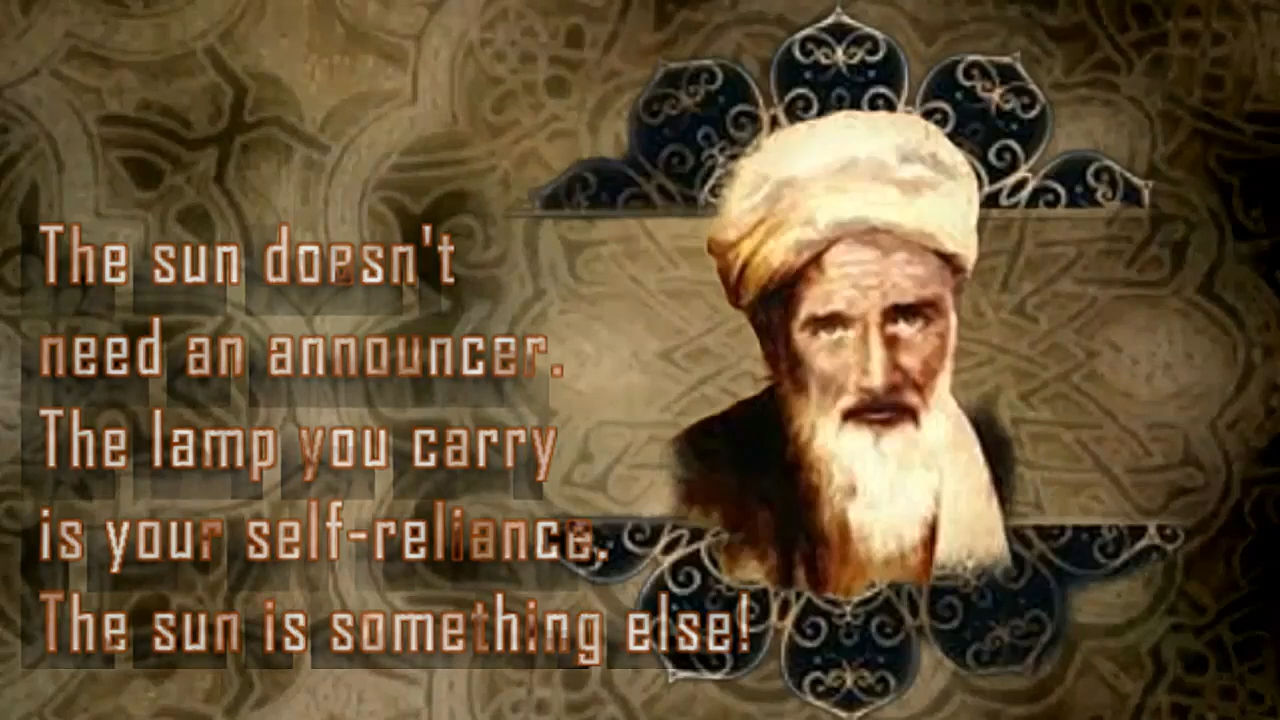 The sun doesn't
need an announcer.
The lamp you carry
is your self-reliance.
The sun is something else!